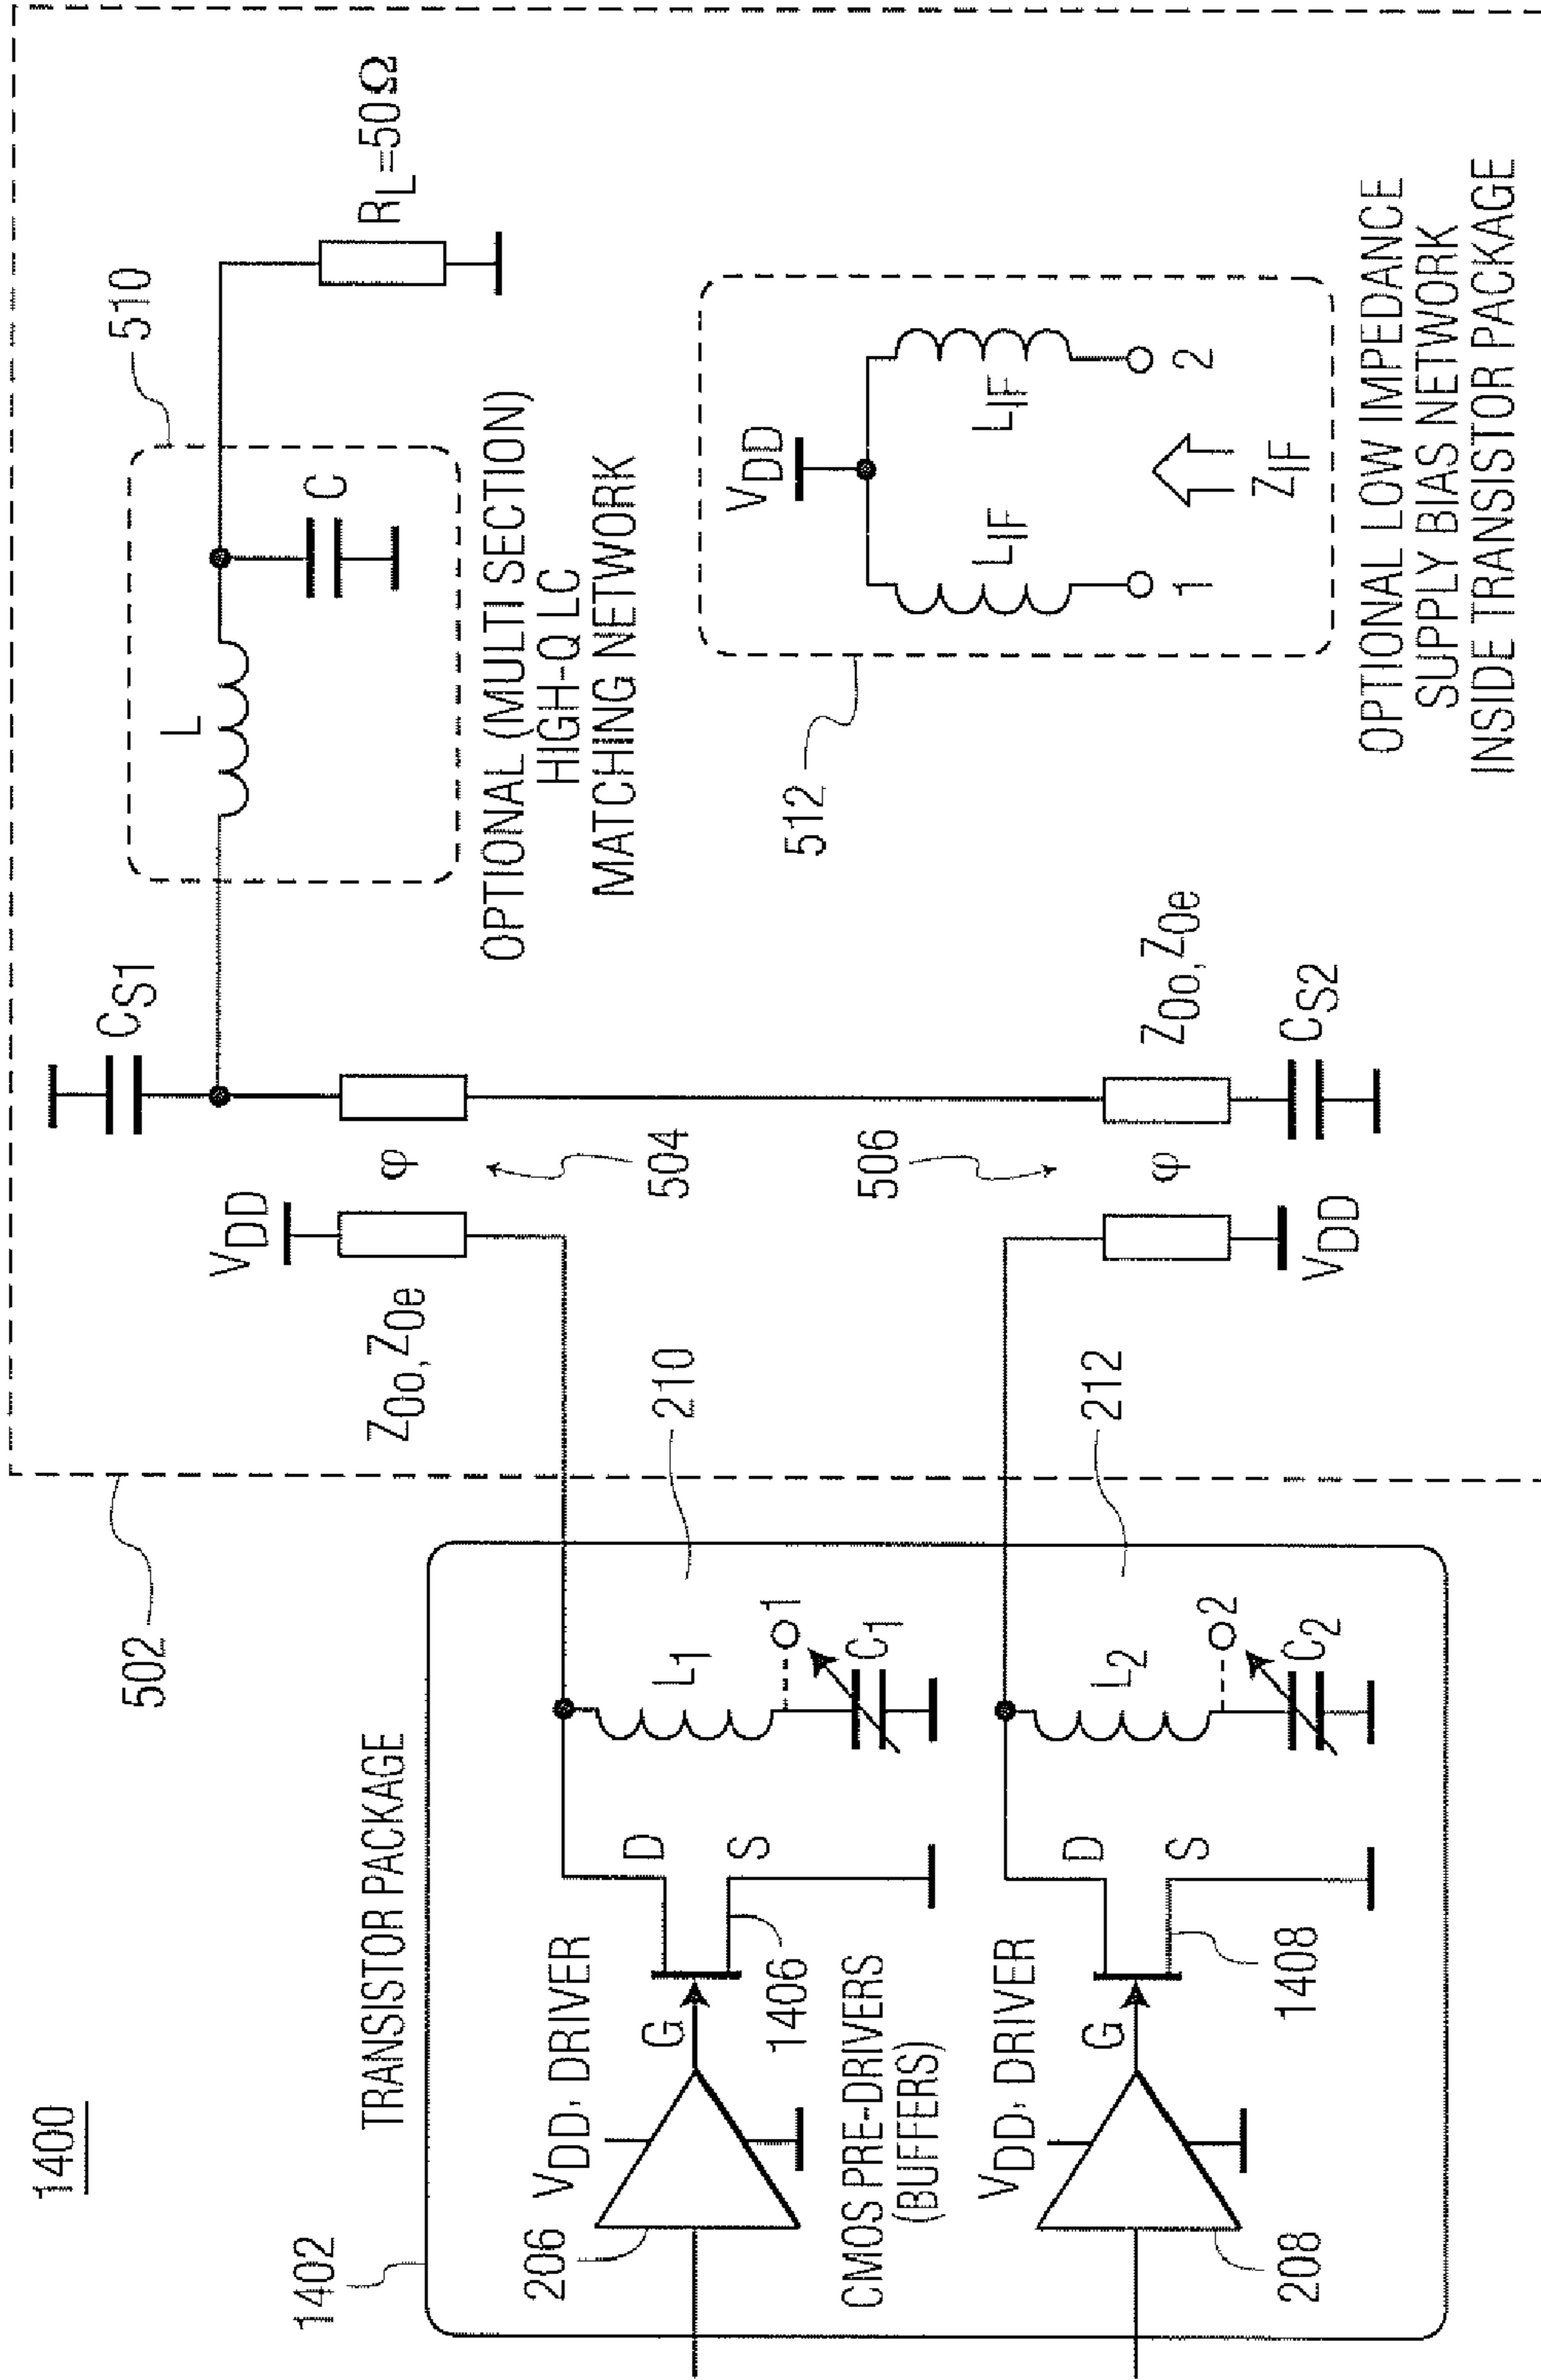 1400
502
1402
TRANSISTOR PACKAGE
206
V_DD, DRIVER
G
D
S
1406
L1
1
C1
210
CMOS PRE-DRIVERS
(BUFFERS)
208
V_DD, DRIVER
G
D
S
1408
L2
2
C2
212
V_DD
Z0o, Z0e
φ
504
CS1
506
φ
V_DD
Z0o, Z0e
CS2
L
C
510
OPTIONAL (MULTI SECTION)
HIGH-Q LC
MATCHING NETWORK
RL=50Ω
512
V_DD
LIF
LIF
1
2
ZIF
OPTIONAL LOW IMPEDANCE
SUPPLY BIAS NETWORK
INSIDE TRANSISTOR PACKAGE